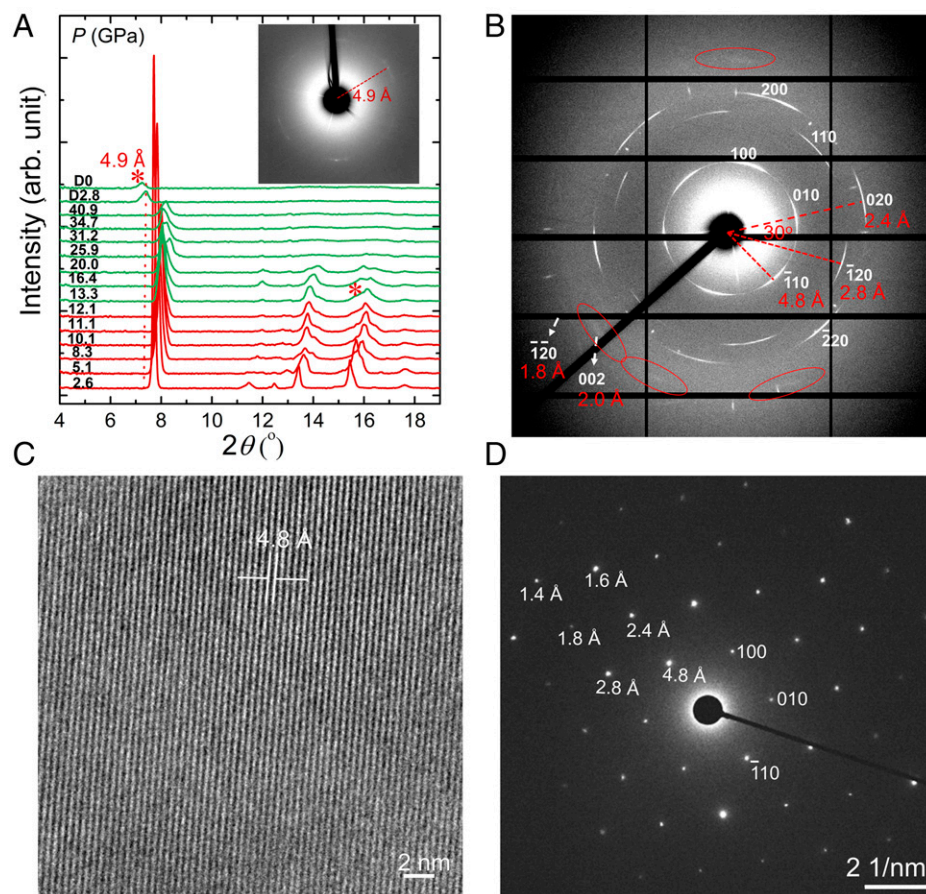 A
P (GPa)
Intensity (arb. unit)
4.9 Å
*
D0
D2.8
40.9
34.7
31.2
25.9
20.0
16.4
13.3
12.1
11.1
10.1
8.3
5.1
2.6
*
4 6 8 10 12 14 16 18
2θ (°)
4.9 Å
B
200
110
100
010
020
2.4 Å
30°
1̅10
4.8 Å
1̅20
2.8 Å
220
1̅2̅0
1.8 Å
002
2.0 Å
C
4.8 Å
2 nm
D
1.4 Å
1.6 Å
1.8 Å
2.4 Å
100
2.8 Å
4.8 Å
010
1̅10
2 1/nm